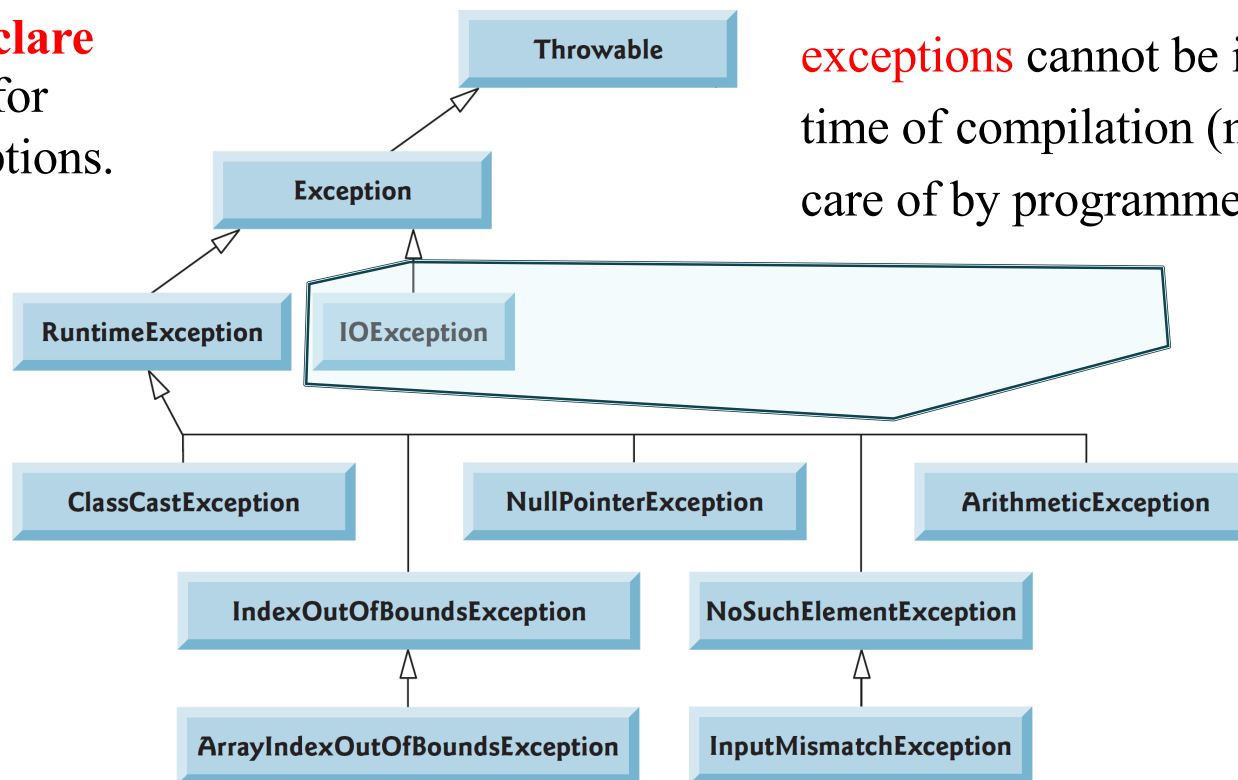 clare
for
ptions.
exceptions cannot be i
time of compilation (
care of by programme
Throwable
Exception
RuntimeException
IOException
ClassCastException
NullPointerException
ArithmeticException
IndexOutOfBoundsException
NoSuchElementException
ArrayIndexOutOfBoundsException
InputMismatchException